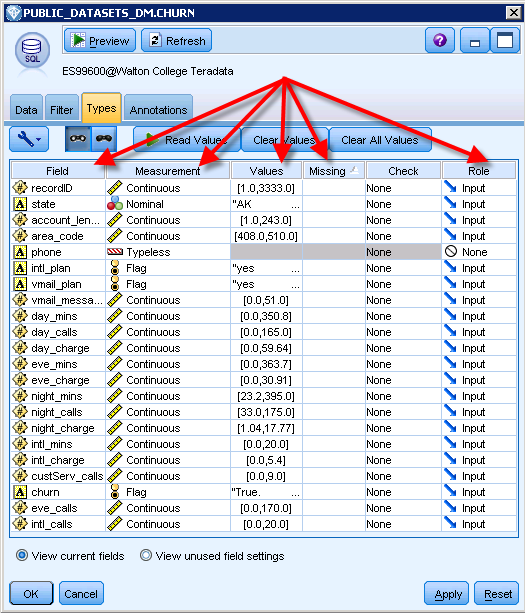 PUBLIC_DATASETS_DM.CHURN
SQL Preview Refresh ?
ES99600@Walton College Teradata
Data Filter Types Annotations
Read Values Clear Values Clear All Values
Field Measurement Values Missing Check Role
recordID Continuous [1.0,3333.0] None Input
A state Nominal "AK ... None Input
account_len... Continuous [1.0,243.0] None Input
area_code Continuous [408.0,510.0] None Input
A phone Typeless None None
A intl_plan Flag "yes ... None Input
A vmail_plan Flag "yes ... None Input
vmail_messa... Continuous [0.0,51.0] None Input
day_mins Continuous [0.0,350.8] None Input
day_calls Continuous [0.0,165.0] None Input
day_charge Continuous [0.0,59.64] None Input
eve_mins Continuous [0.0,363.7] None Input
eve_charge Continuous [0.0,30.91] None Input
night_mins Continuous [23.2,395.0] None Input
night_calls Continuous [33.0,175.0] None Input
night_charge Continuous [1.04,17.77] None Input
intl_mins Continuous [0.0,20.0] None Input
intl_charge Continuous [0.0,5.4] None Input
custServ_calls Continuous [0.0,9.0] None Input
A churn Flag "True. ... None Input
eve_calls Continuous [0.0,170.0] None Input
intl_calls Continuous [0.0,20.0] None Input
View current fields View unused field settings
OK Cancel Apply Reset